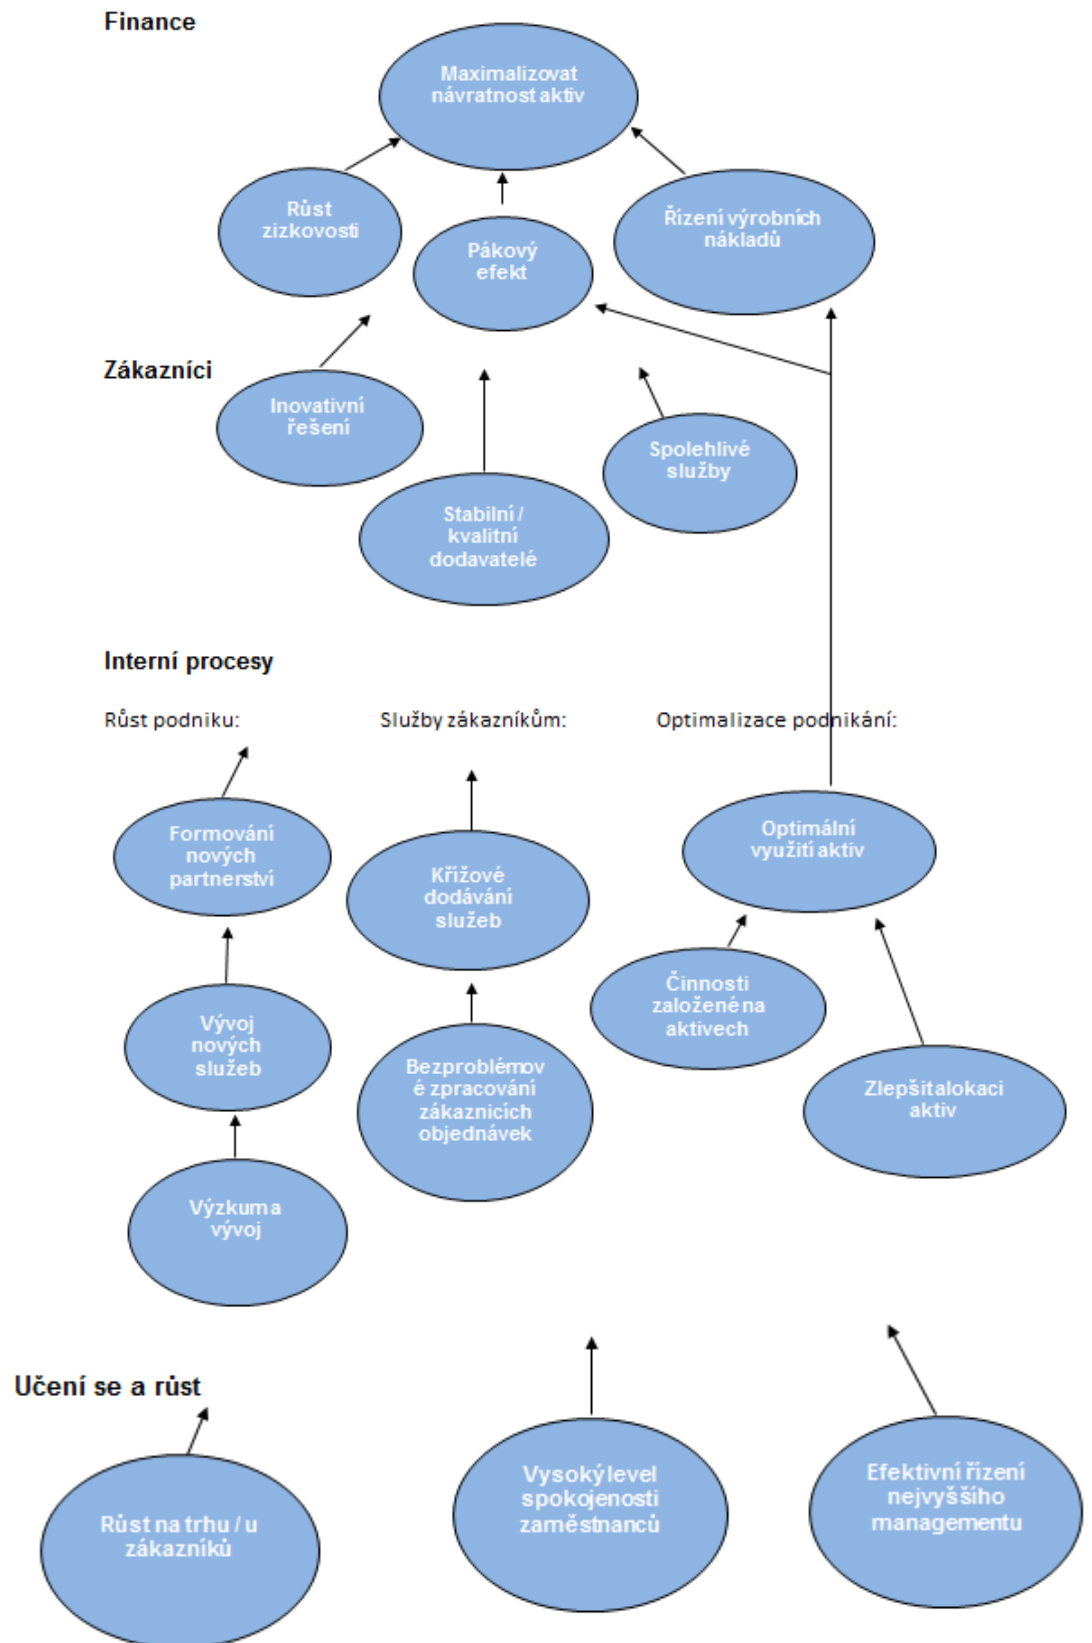 Finance
Maximalizovat
návratnost aktiv
Růst
zizkovosti
Pákový
efekt
Řízení výrobních
nákladů
Zákazníci
Inovativní
řešení
Stabilní /
kvalitní
dodavatelé
Spolehlivé
služby
Interní procesy
Růst podniku:
Služby zákazníkům:
Optimalizace podnikání:
Formování
nových
partnerství
Křížové
dodávání
služeb
Optimální
využití aktiv
Vývoj
nových
služeb
Bezproblémov
é zpracování
zákaznicích
objednávek
Činnosti
založené na
aktivech
Zlepšit alokaci
aktiv
Výzkum a
vývoj
Učení se a růst
Růst na trhu / u
zákazníků
Vysoký level
spokojenosti
zaměstnanců
Efektivní řízení
nejvyššího
managementu